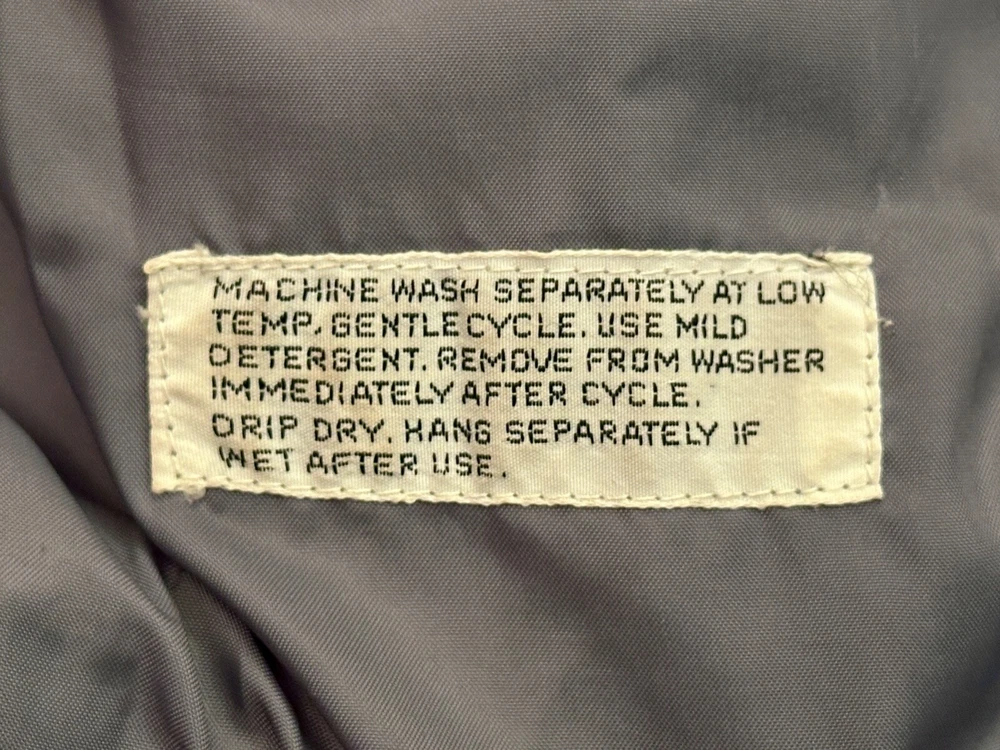 MACHINE WASH SEPARATELY AT LOW
TEMP. GENTLE CYCLE. USE MILD
DETERGENT. REMOVE FROM WASHER
IMMEDIATELY AFTER CYCLE.
DRIP DRY. HANG SEPARATELY IF
WET AFTER USE.